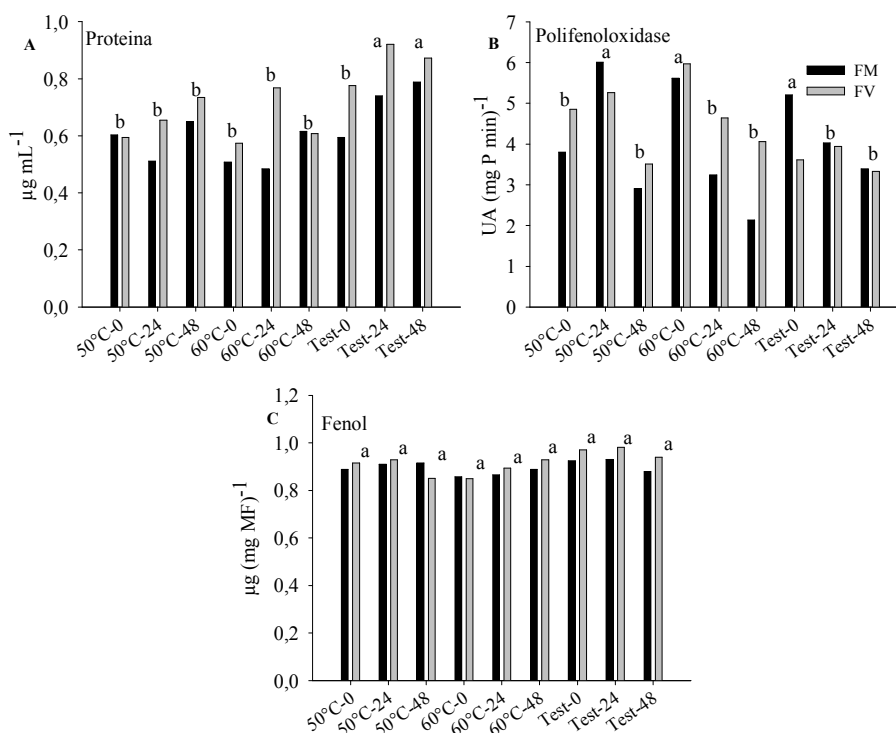 A
Proteina
1,0
0,8
0,6
0,4
0,2
0,0
µg mL-1
b b b b b b b a a
50°C-0 50°C-24 50°C-48 60°C-0 60°C-24 60°C-48 Test-0 Test-24 Test-48
B
Polifenoloxidase
7
6
5
4
3
2
1
0
UA (mg P min)-1
b a b a b b a b b
FM
FV
50°C-0 50°C-24 50°C-48 60°C-0 60°C-24 60°C-48 Test-0 Test-24 Test-48
C
Fenol
1,2
1,0
0,8
0,6
0,4
0,2
0,0
µg (mg MF)-1
a a a a a a a a a
50°C-0 50°C-24 50°C-48 60°C-0 60°C-24 60°C-48 Test-0 Test-24 Test-48